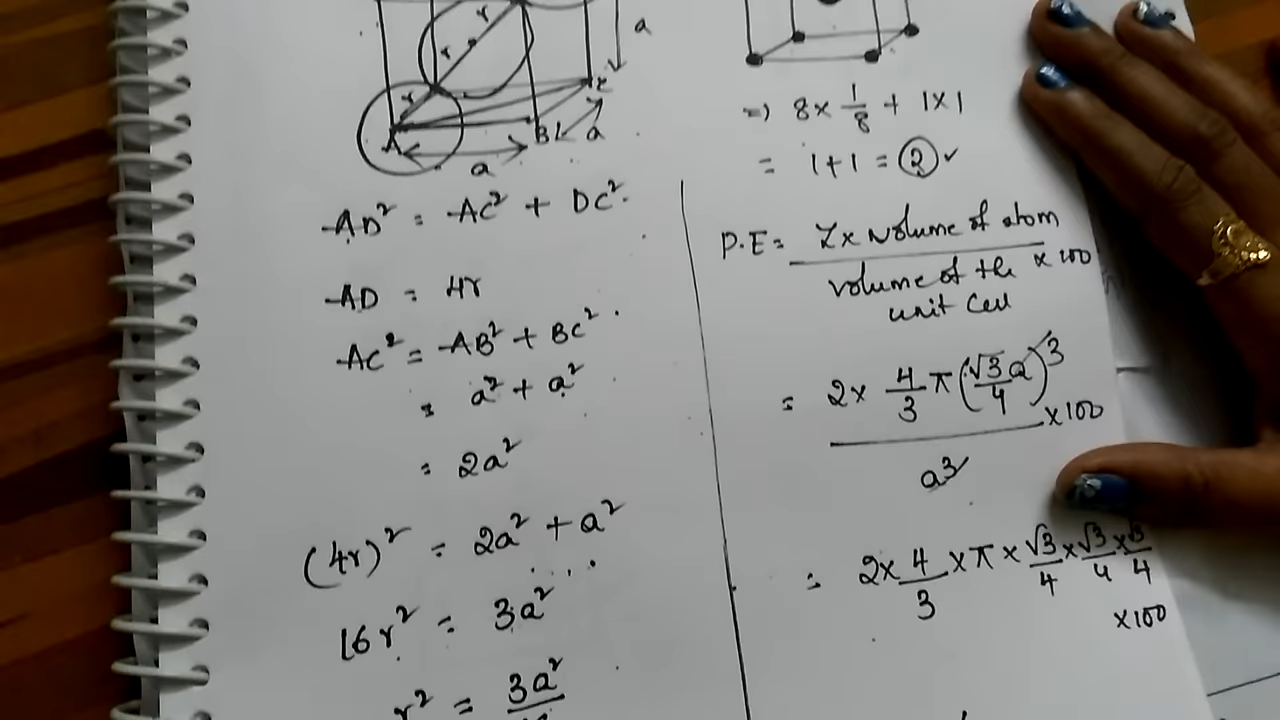 r
r
r
A
B
a
a
a
AD² = AC² + DC²
AD = 4r
AC² = AB² + BC²
= a² + a²
= 2a²
(4r)² = 2a² + a²
16r² = 3a²
r² = 3a²
=) 8 × 1/8 + 1×1
= 1+1 = 2 ✓
P.E = Z × Volume of atom
× 100
volume of the
unit cell
= 2 × 4/3 π (√3a/4)³
× 100
a³
= 2 × 4/3 × π × √3/4 × √3/4 × √3/4
× 100